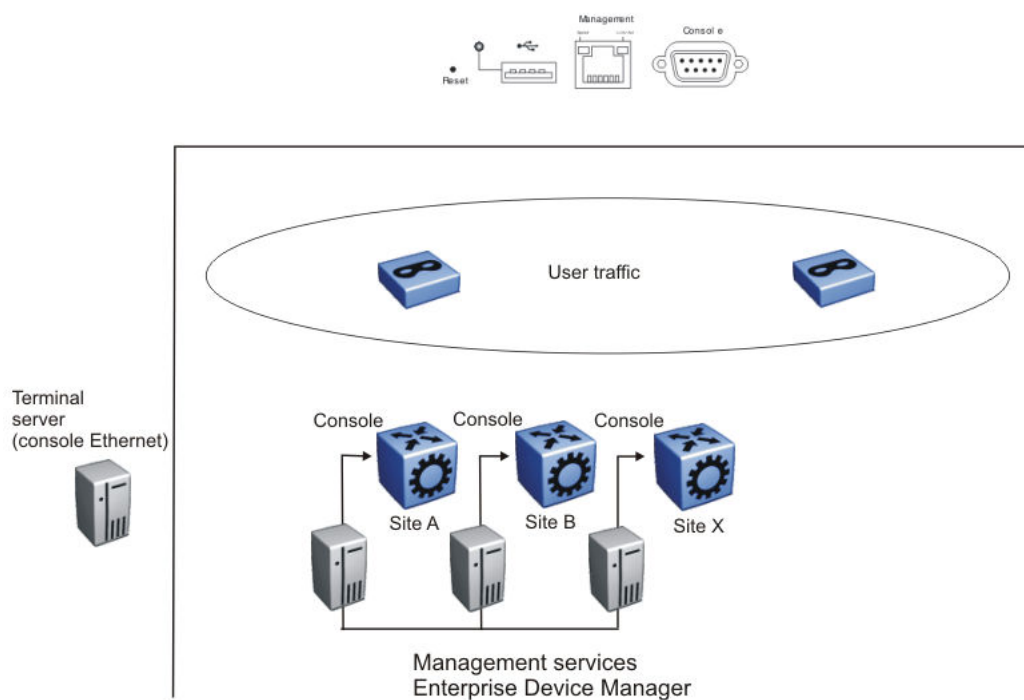 Management
Console
Reset
User traffic
Terminal
server
(console Ethernet)
Console
Console
Console
Site A
Site B
Site X
Management services
Enterprise Device Manager